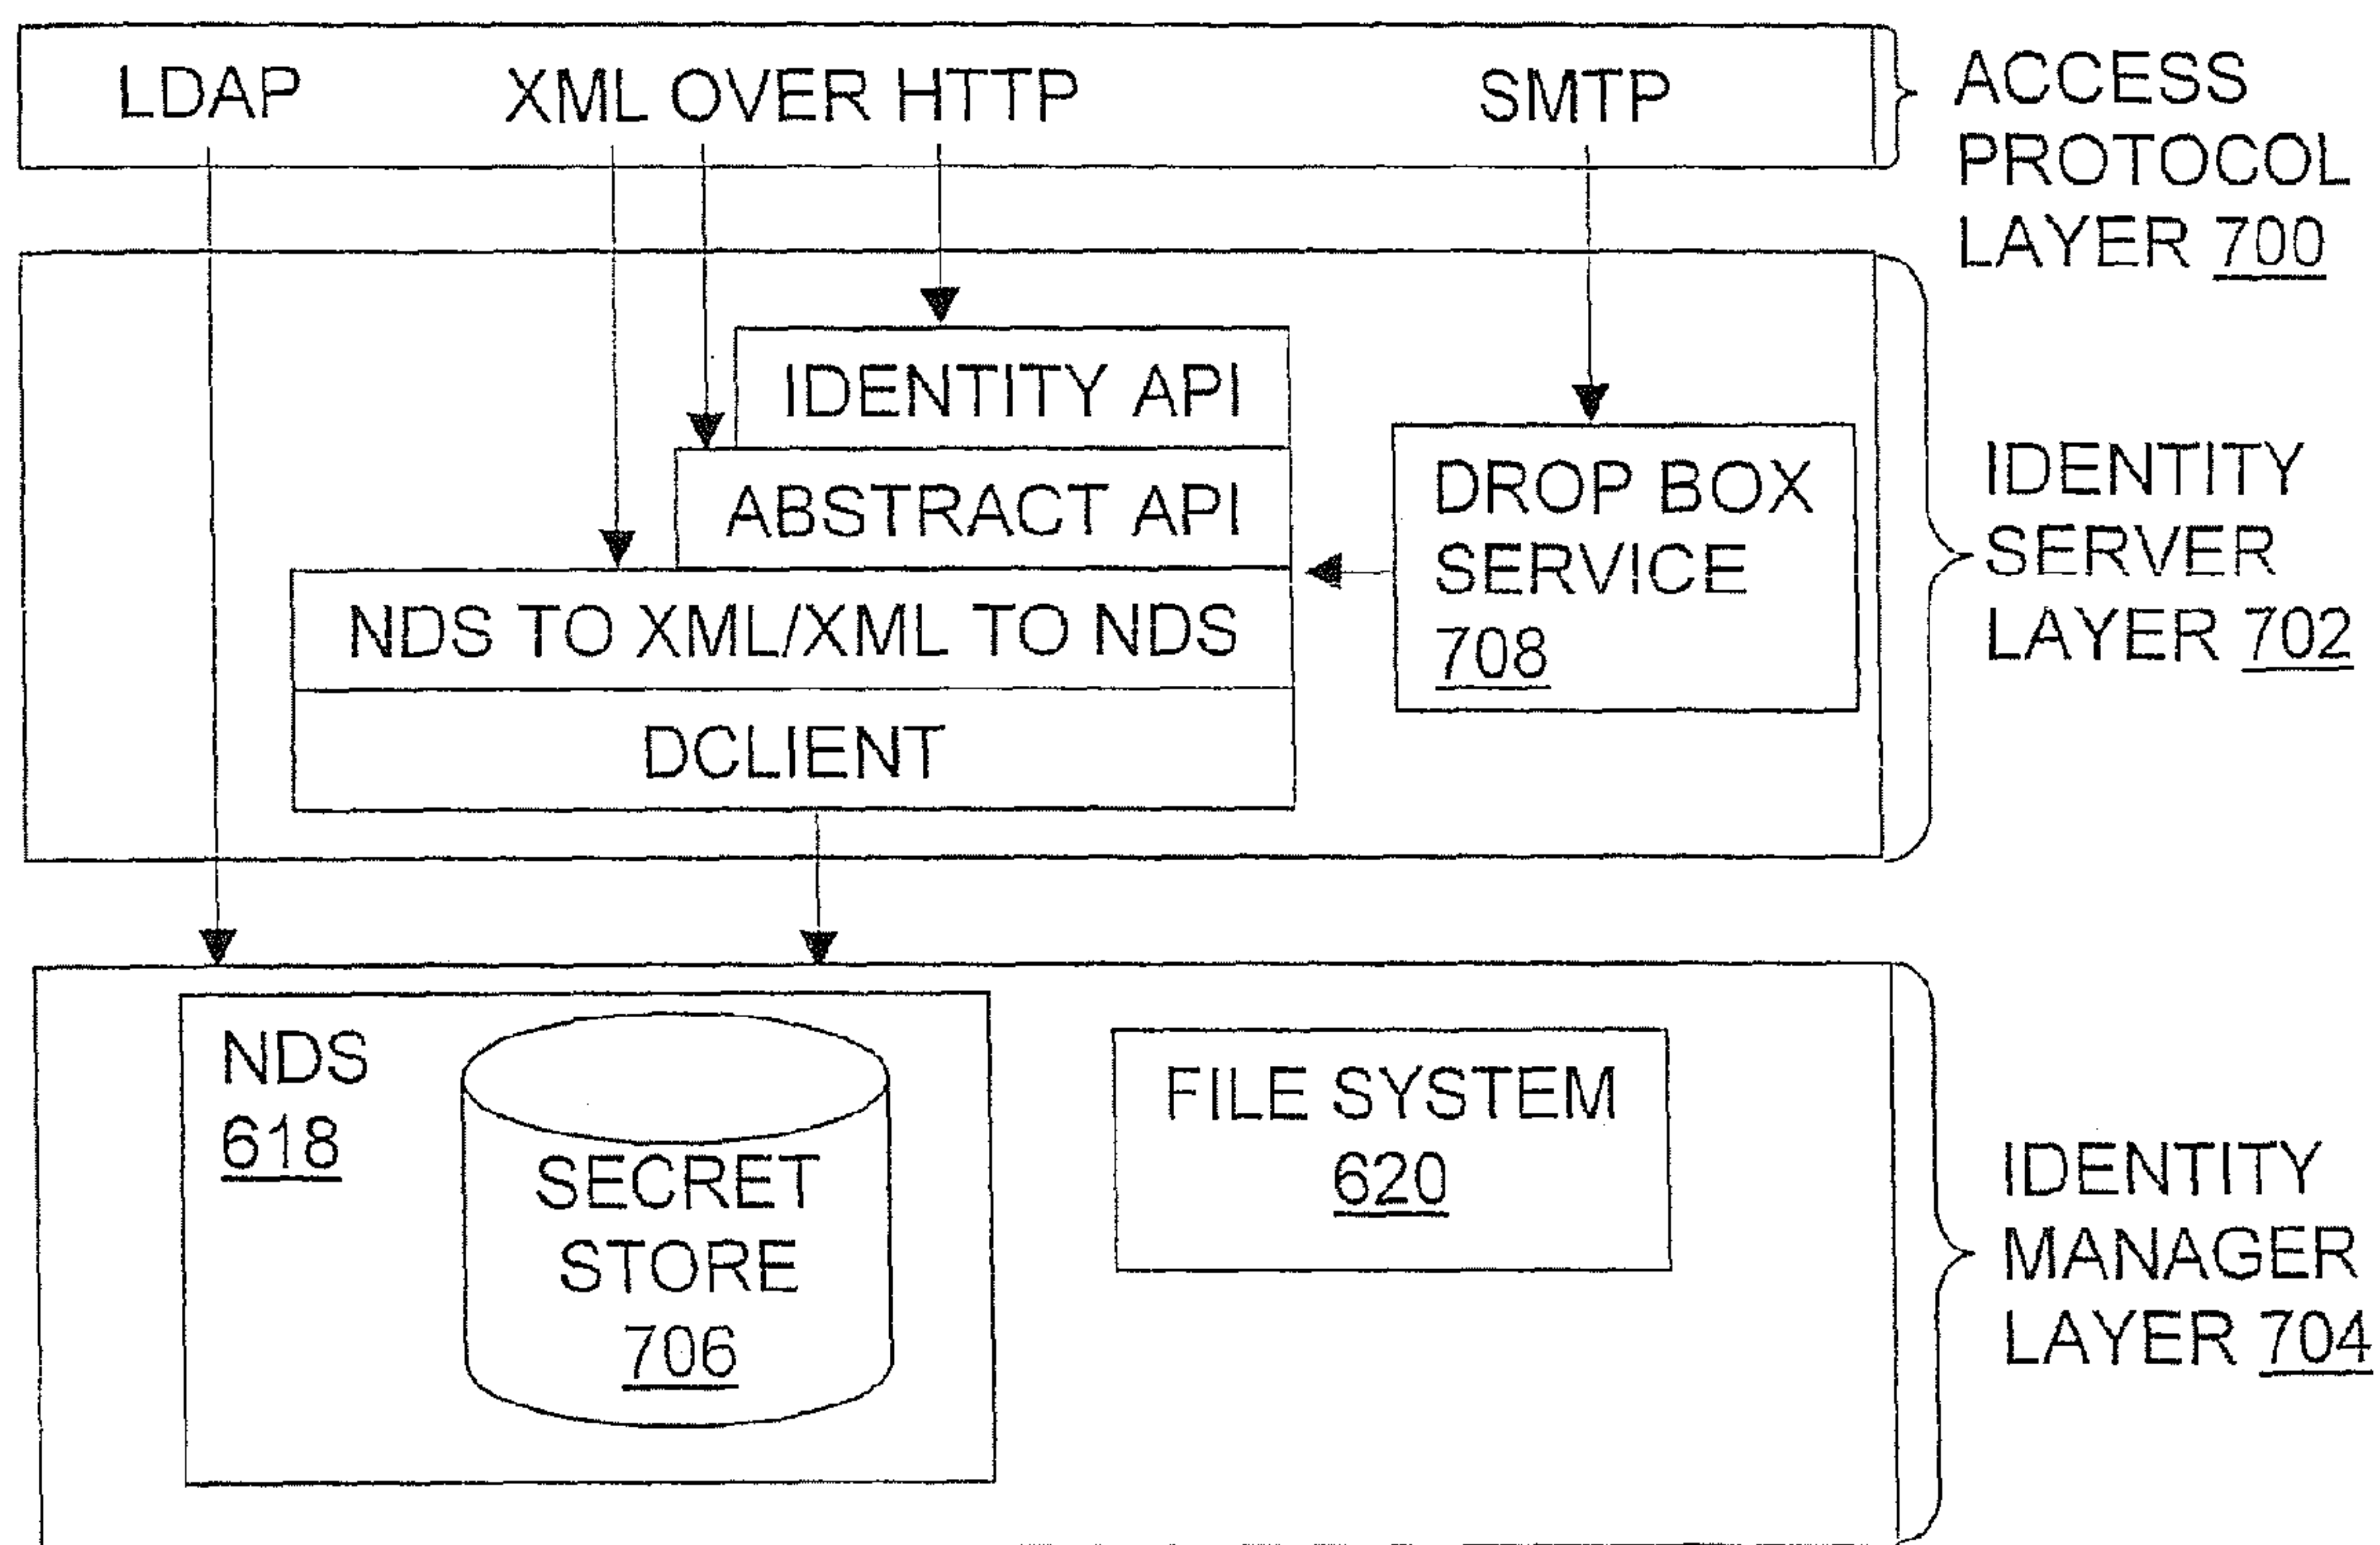 LDAP XML OVER HTTP SMTP
ACCESS
PROTOCOL
LAYER 700
IDENTITY API
ABSTRACT API
NDS TO XML/XML TO NDS
DCLIENT
DROP BOX
SERVICE
708
IDENTITY
SERVER
LAYER 702
NDS
618
SECRET
STORE
706
FILE SYSTEM
620
IDENTITY
MANAGER
LAYER 704